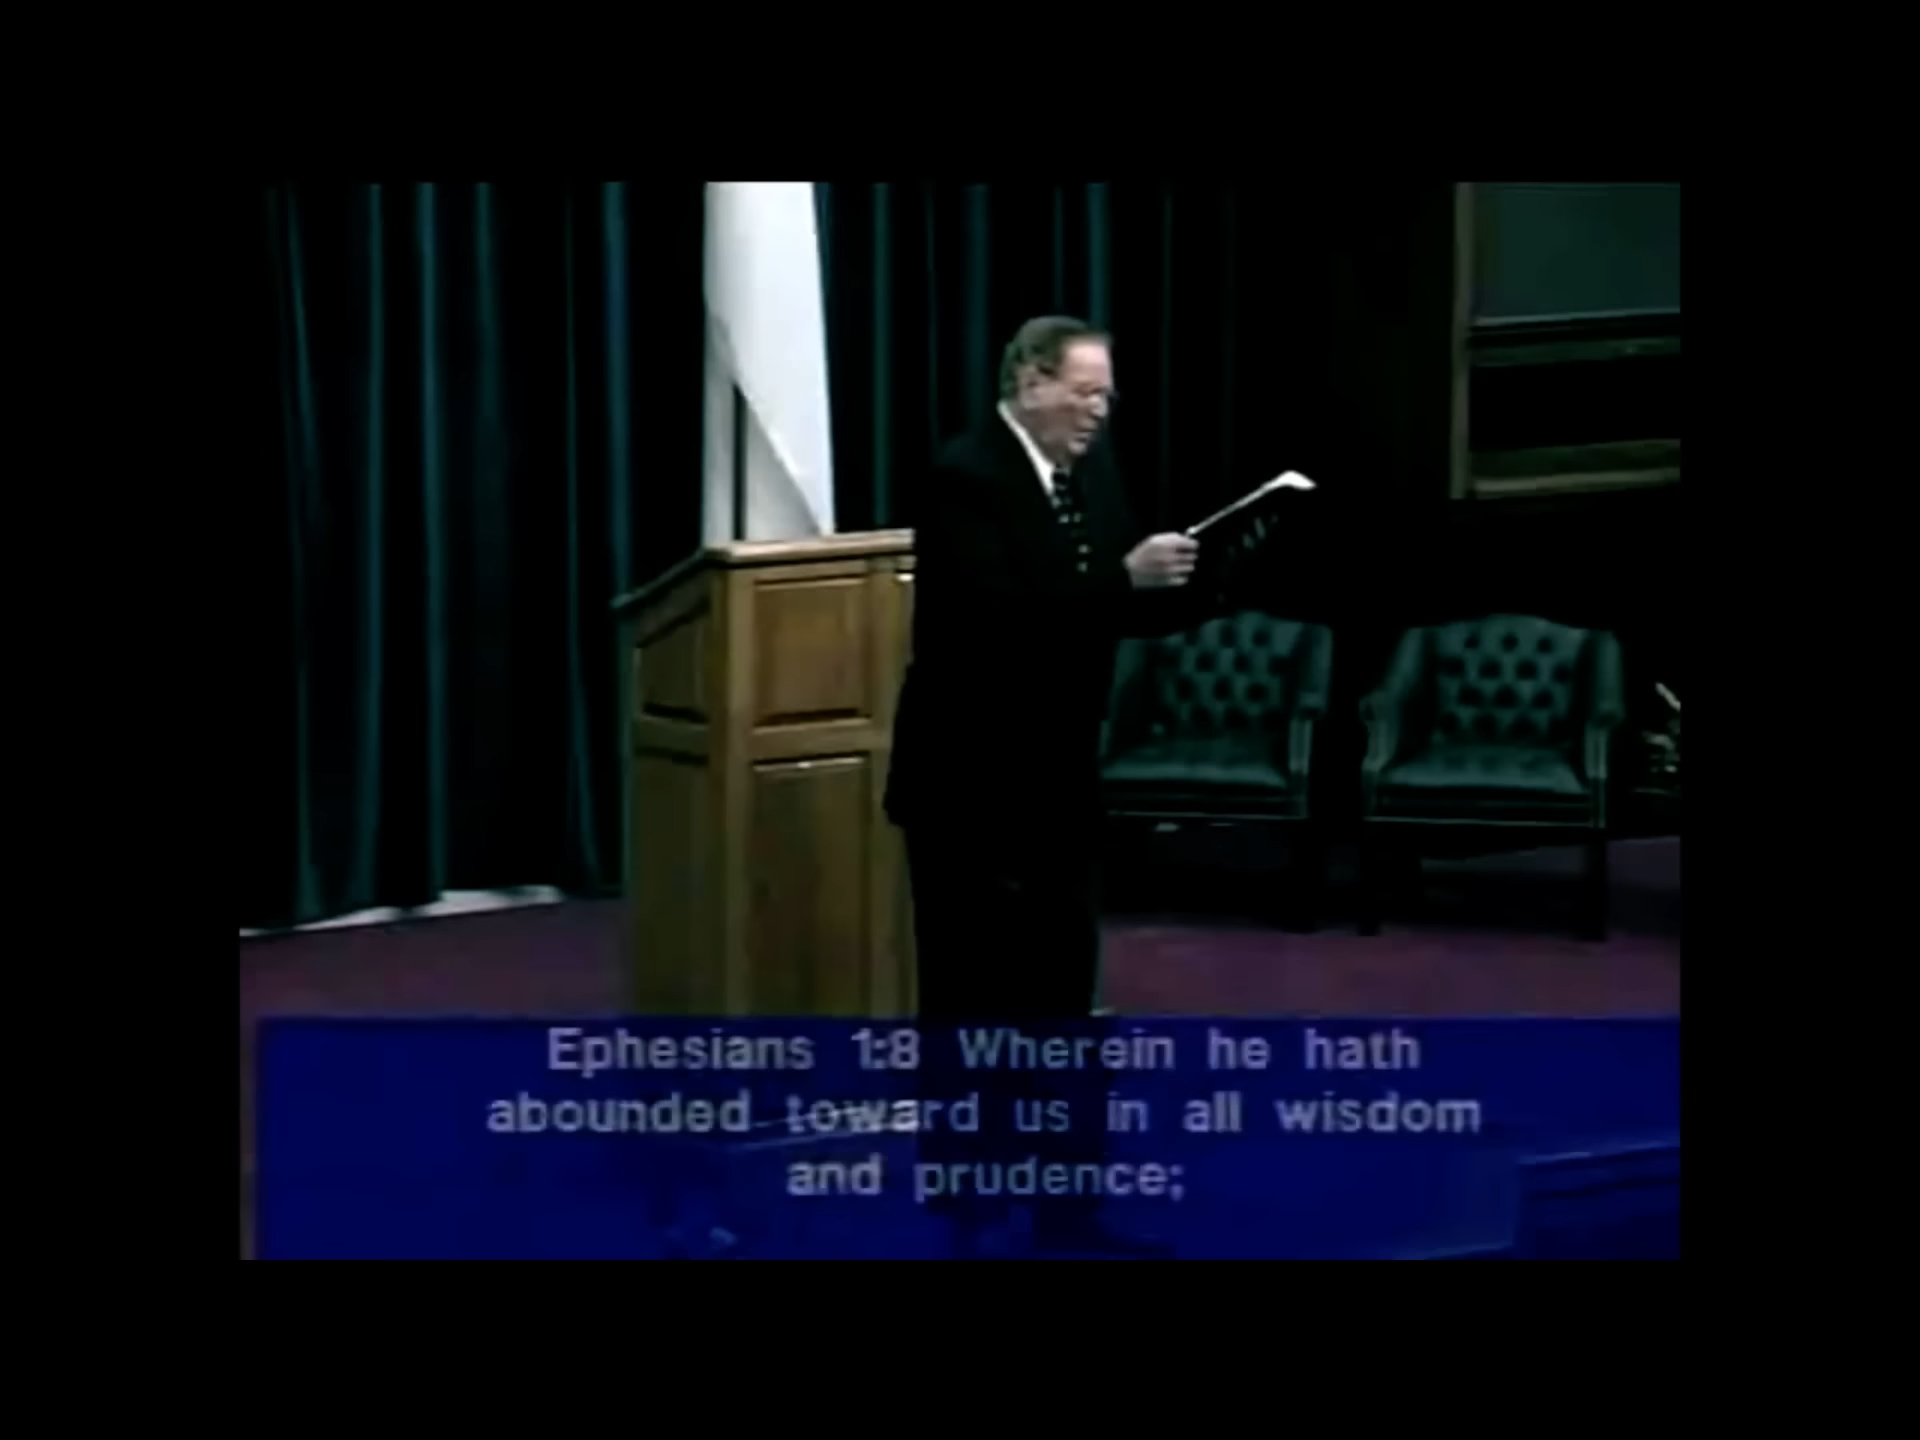 Ephesians 1:8 Wherein he hath
abounded toward us in all wisdom
and prudence;